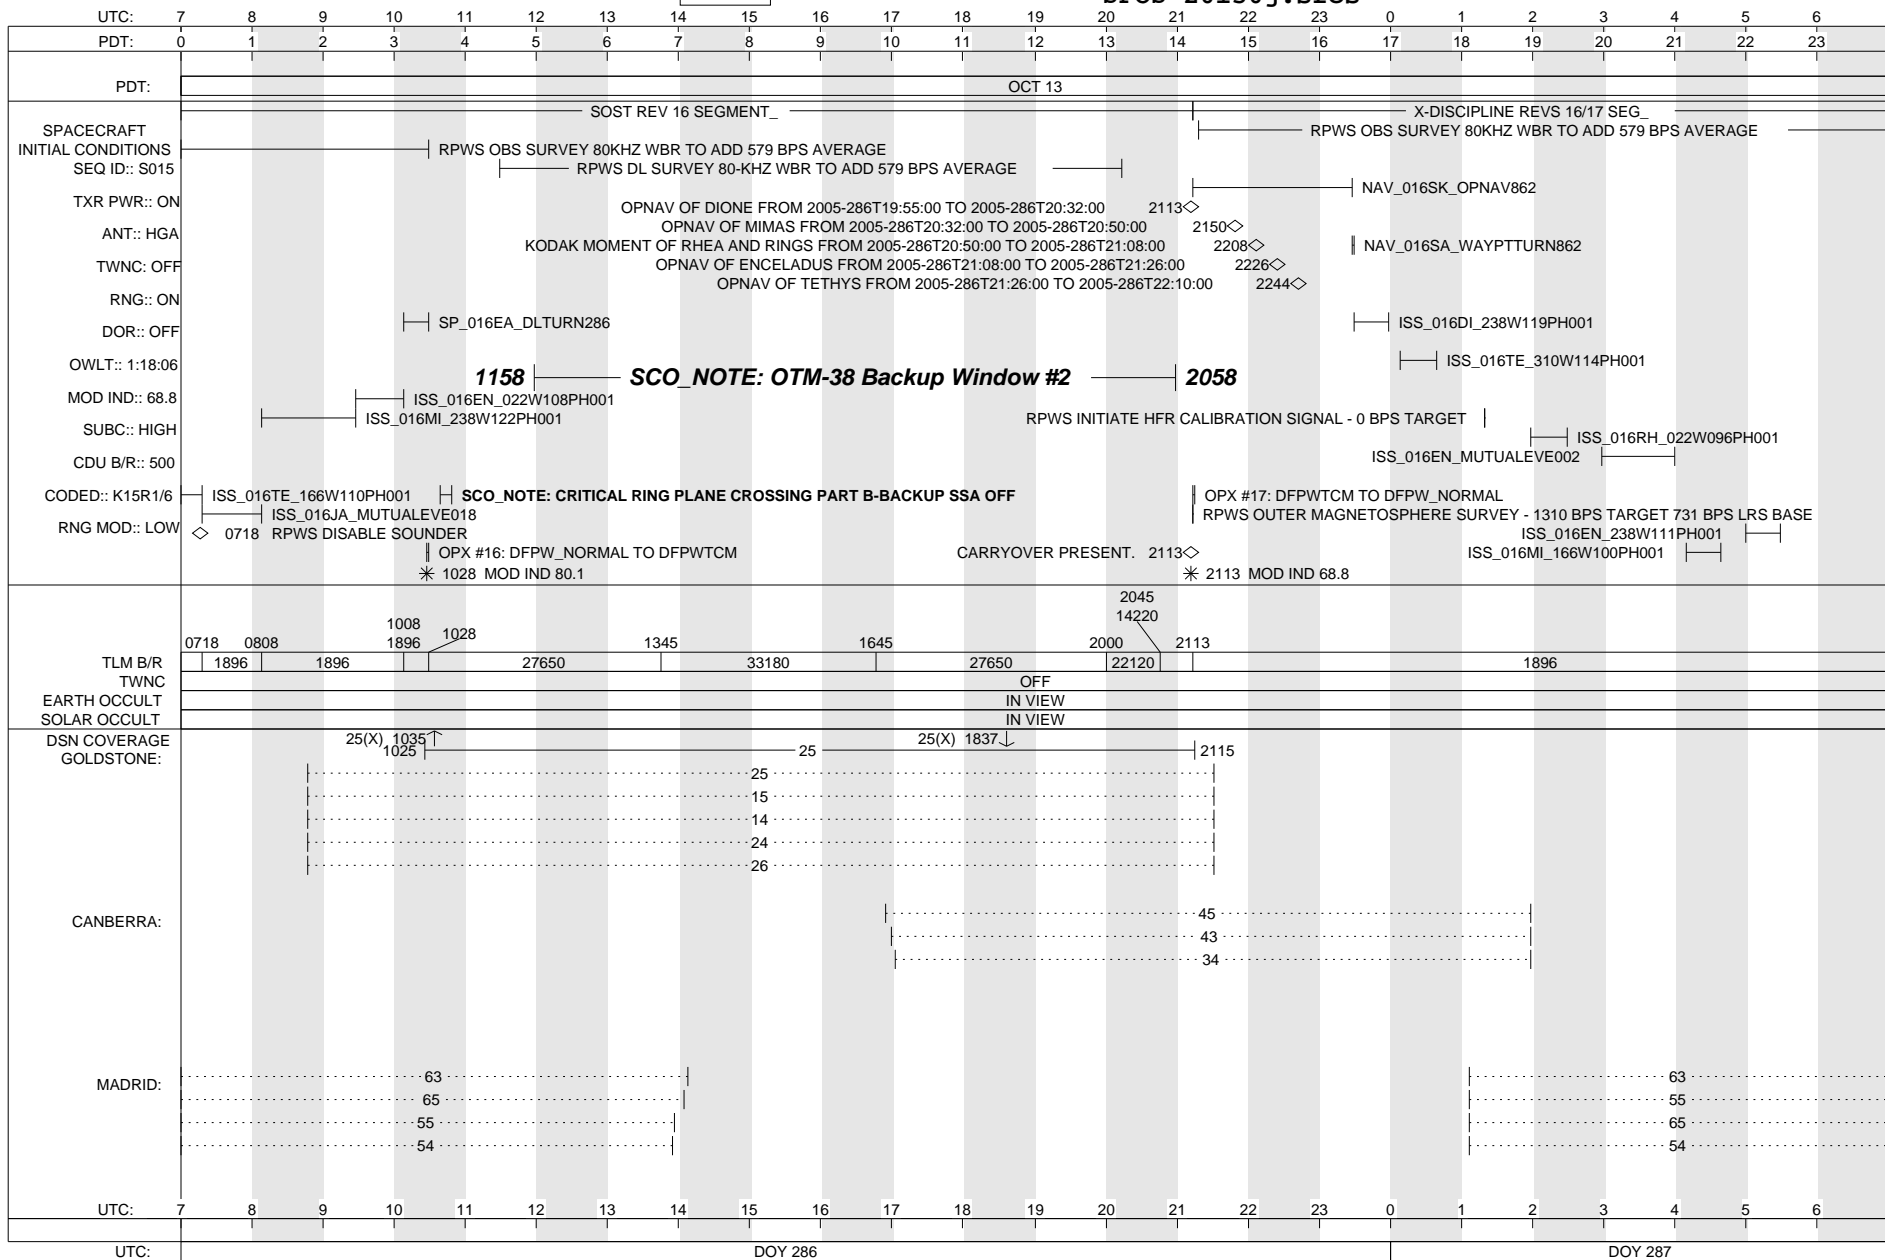 UTC: 7 8 9 10 11 12 13 14 15 16 17 18 19 20 21 22 23 0 1 2 3 4 5 6
PDT: 0 1 2 3 4 5 6 7 8 9 10 11 12 13 14 15 16 17 18 19 20 21 22 23
PDT: OCT 13
SOST REV 16 SEGMENT_ X-DISCIPLINE REVS 16/17 SEG_
SPACECRAFT RPWS OBS SURVEY 80KHZ WBR TO ADD 579 BPS AVERAGE
INITIAL CONDITIONS RPWS OBS SURVEY 80KHZ WBR TO ADD 579 BPS AVERAGE
SEQ ID:: S015 RPWS DL SURVEY 80-KHZ WBR TO ADD 579 BPS AVERAGE
NAV_016SK_OPNAV862
TXR PWR:: ON OPNAV OF DIONE FROM 2005-286T19:55:00 TO 2005-286T20:32:00 2113
OPNAV OF MIMAS FROM 2005-286T20:32:00 TO 2005-286T20:50:00 2150
ANT:: HGA
KODAK MOMENT OF RHEA AND RINGS FROM 2005-286T20:50:00 TO 2005-286T21:08:00 2208 NAV_016SA_WAYPTTURN862
TWNC: OFF OPNAV OF ENCELADUS FROM 2005-286T21:08:00 TO 2005-286T21:26:00 2226
OPNAV OF TETHYS FROM 2005-286T21:26:00 TO 2005-286T22:10:00 2244
RNG:: ON
SP_016EA_DLTURN286 ISS_016DI_238W119PH001
DOR:: OFF
OWLT:: 1:18:06 ISS_016TE_310W114PH001
1158 SCO_NOTE: OTM-38 Backup Window #2 2058
MOD IND:: 68.8 ISS_016EN_022W108PH001
ISS_016MI_238W122PH001 RPWS INITIATE HFR CALIBRATION SIGNAL - 0 BPS TARGET
SUBC:: HIGH ISS_016RH_022W096PH001
CDU B/R:: 500 ISS_016EN_MUTUALEVE002
CODED:: K15R1/6 ISS_016TE_166W110PH001 SCO_NOTE: CRITICAL RING PLANE CROSSING PART B-BACKUP SSA OFF OPX #17: DFPWTCM TO DFPW_NORMAL
ISS_016JA_MUTUALEVE018 RPWS OUTER MAGNETOSPHERE SURVEY - 1310 BPS TARGET 731 BPS LRS BASE
RNG MOD:: LOW 0718 RPWS DISABLE SOUNDER ISS_016EN_238W111PH001
OPX #16: DFPW_NORMAL TO DFPWTCM CARRYOVER PRESENT. 2113 ISS_016MI_166W100PH001
1028 MOD IND 80.1 2113 MOD IND 68.8
2045
1008 14220
0718 0808 1896 1028 1345 1645 2000 2113
TLM B/R 1896 1896 27650 33180 27650 22120 1896
TWNC OFF
EARTH OCCULT IN VIEW
SOLAR OCCULT IN VIEW
DSN COVERAGE 25(X) 1035 25(X) 1837
GOLDSTONE: 1025 25 2115
25
15
14
24
26
CANBERRA: 45
43
34
MADRID: 63 63
65 55
55 65
54 54
UTC: 7 8 9 10 11 12 13 14 15 16 17 18 19 20 21 22 23 0 1 2 3 4 5 6
UTC: DOY 286 DOY 287